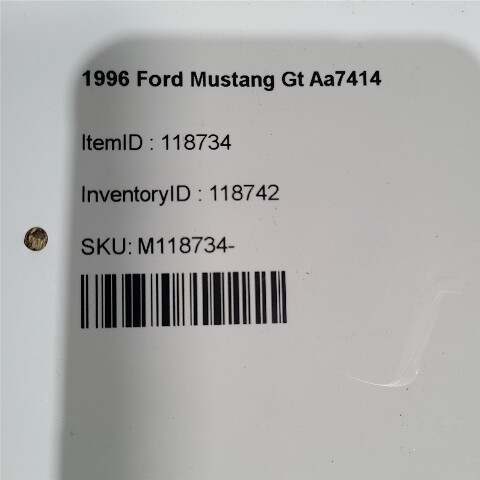 1996 Ford Mustang Gt Aa7414
ItemID : 118734
InventoryID : 118742
SKU: M118734-